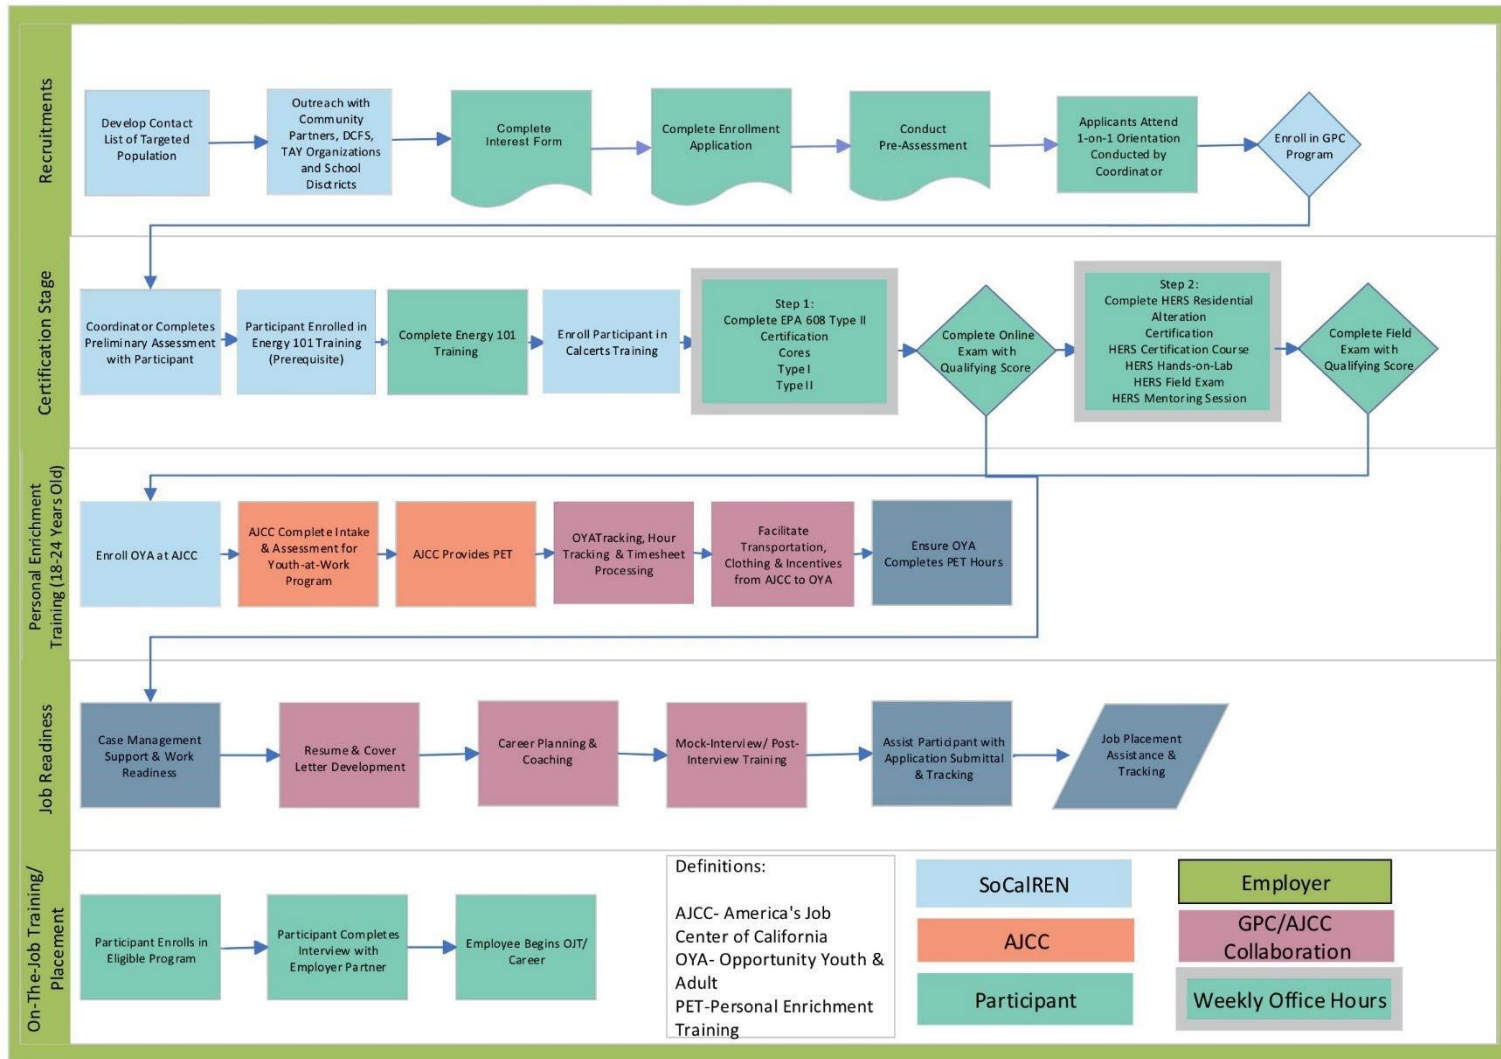 Recruitments
Develop Contact
List of Targeted
Population
Outreach with
Community
Partners, DCFS,
TAY Organizations
and School
Disctricts
Complete
Interest Form
Complete Enrollment
Application
Conduct
Pre-Assessment
Applicants Attend
1-on-1 Orientation
Conducted by
Coordinator
Enroll in GPC
Program
Certification Stage
Coordinator Completes
Preliminary Assessment
with Participant
Participant Enrolled in
Energy 101 Training
(Prerequisite)
Complete Energy 101
Training
Enroll Participant in
Calcerts Training
Step 1:
Complete EPA 608 Type II
Certification
Cores
Type I
Type II
Complete Online
Exam with
Qualifying Score
Step 2:
Complete HERS Residential
Alteration
Certification
HERS Certification Course
HERS Hands-on-Lab
HERS Field Exam
HERS Mentoring Session
Complete Field
Exam with
Qualifying Score
Personal Enrichment
Training (18-24 Years Old)
Enroll OYA at AJCC
AJCC Complete Intake
& Assessment for
Youth-at-Work
Program
AJCC Provides PET
OYATracking, Hour
Tracking & Timesheet
Processing
Facilitate
Transportation,
Clothing & Incentives
from AJCC to OYA
Ensure OYA
Completes PET Hours
Job Readiness
Case Management
Support & Work
Readiness
Resume & Cover
Letter Development
Career Planning &
Coaching
Mock-Interview/ Post-
Interview Training
Assist Participant with
Application Submittal
& Tracking
Job Placement
Assistance &
Tracking
On-The-Job Training/
Placement
Participant Enrolls in
Eligible Program
Participant Completes
Interview with
Employer Partner
Employee Begins OJT/
Career
Definitions:
AJCC- America's Job
Center of California
OYA- Opportunity Youth &
Adult
PET-Personal Enrichment
Training
SoCalREN
Employer
AJCC
GPC/AJCC
Collaboration
Participant
Weekly Office Hours